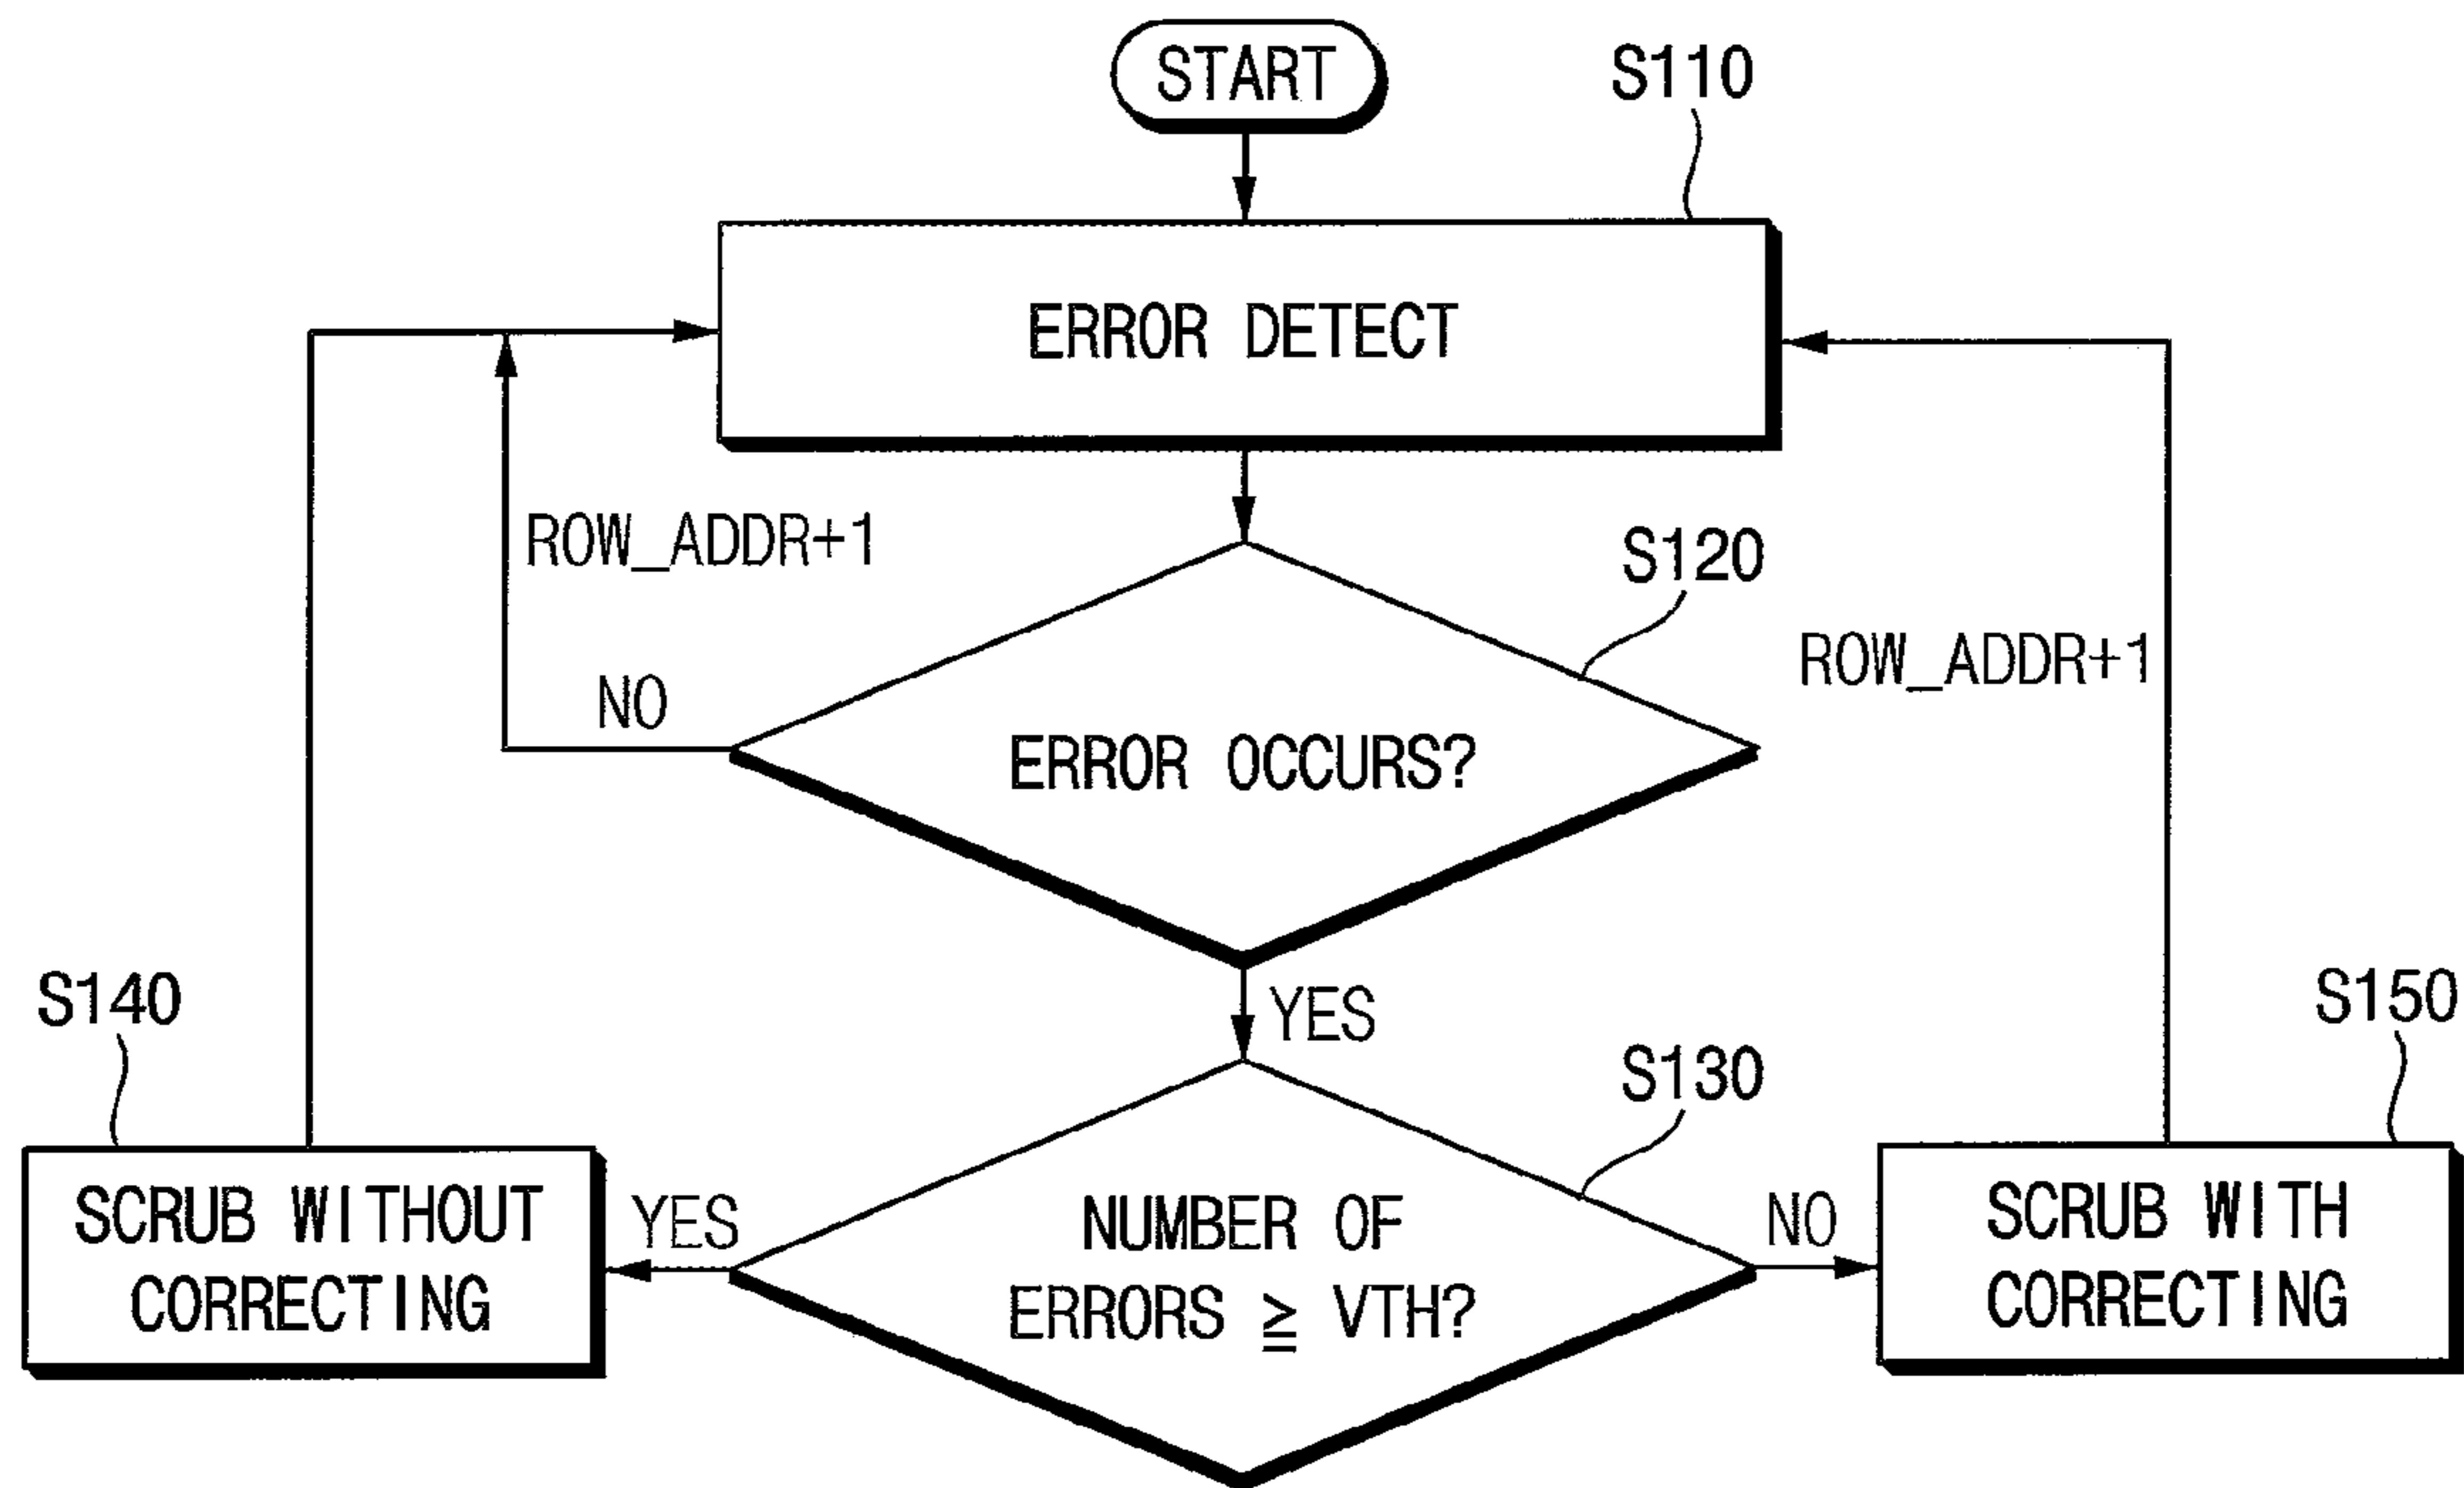 START
S110
ERROR DETECT
ROW_ADDR+1
S120
ROW_ADDR+1
NO
ERROR OCCURS?
S140
YES
S150
S130
SCRUB WITHOUT
CORRECTING
YES
NUMBER OF
ERRORS ≧ VTH?
NO
SCRUB WITH
CORRECTING